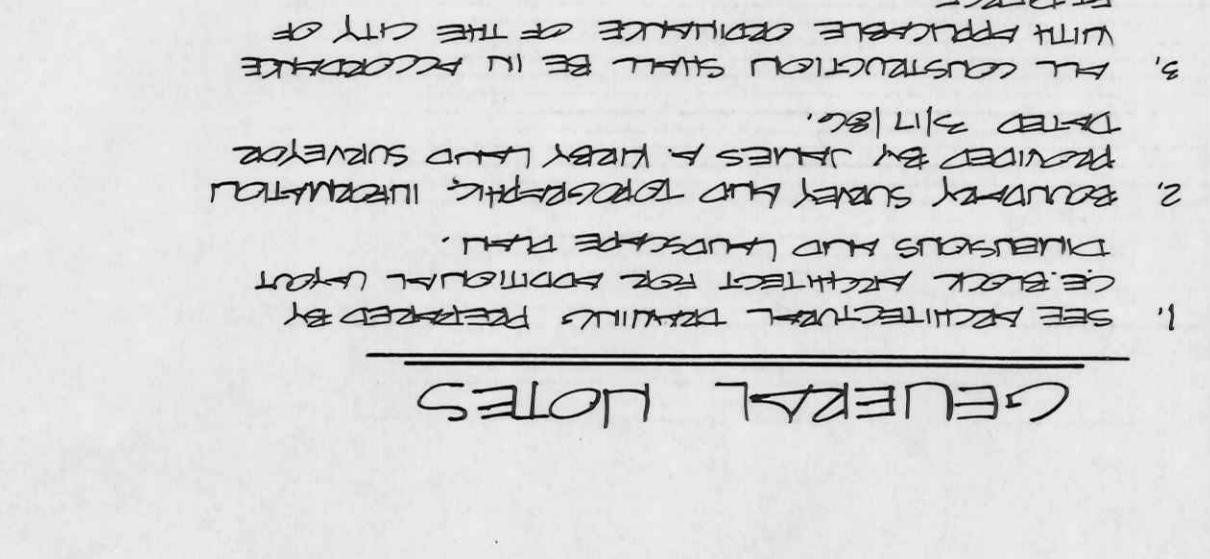 GENERAL NOTES
1. SEE ARCHITECTURAL DRAWING PREPARED BY
C.E. BLOCK ARCHITECT FOR ADDITIONAL LAYOUT
DIMENSIONS AND LANDSCAPE PLAN.
2. BOUNDARY SURVEY AND TOPOGRAPHIC INFORMATION
PROVIDED BY JAMES A. KIRBY LAND SURVEYOR
DATED 3/17/86.
3. ALL CONSTRUCTION SHALL BE IN ACCORDANCE
WITH APPLICABLE ORDINANCE OF THE CITY OF